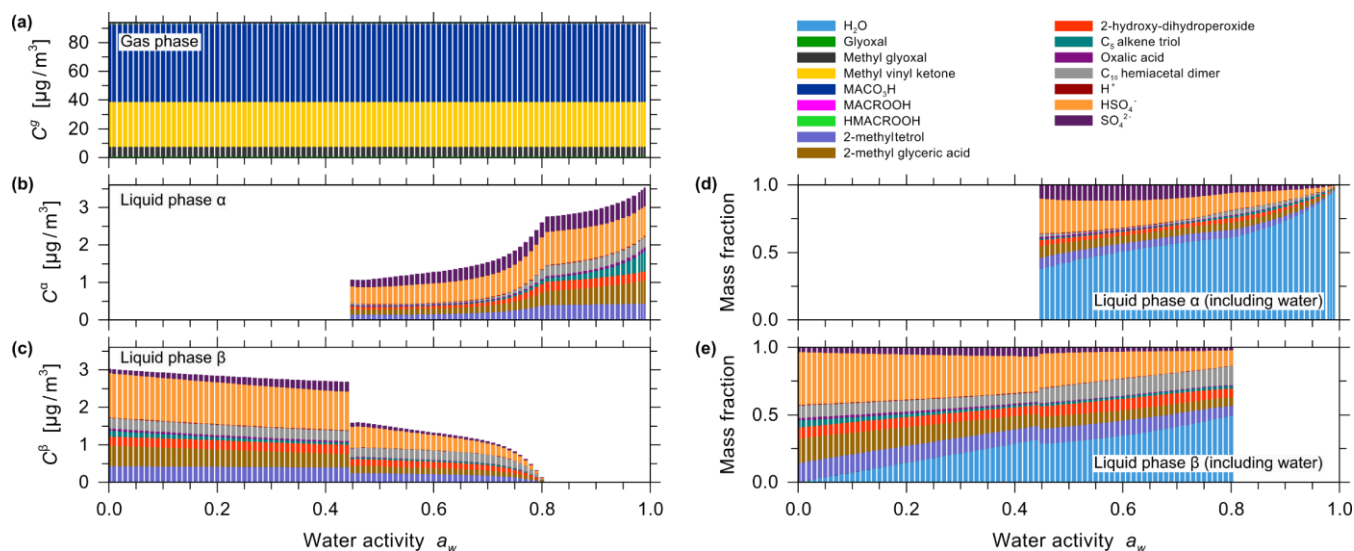 (a)
Gas phase
C^g [µg / m³]
80
60
40
20
0
H₂O
Glyoxal
Methyl glyoxal
Methyl vinyl ketone
MACO₃H
MACROOH
HMACROOH
2-methyltetrol
2-methyl glyceric acid
2-hydroxy-dihydroperoxide
C₅ alkene triol
Oxalic acid
C₁₀ hemiacetal dimer
H⁺
HSO₄⁻
SO₄²⁻
(b)
Liquid phase α
C^α [µg / m³]
3
2
1
0
(d)
Mass fraction
1.0
0.5
0.0
Liquid phase α (including water)
(c)
Liquid phase β
C^β [µg / m³]
3
2
1
0
0.0 0.2 0.4 0.6 0.8 1.0
Water activity a_w
(e)
Mass fraction
1.0
0.5
0.0
Liquid phase β (including water)
0.0 0.2 0.4 0.6 0.8 1.0
Water activity a_w